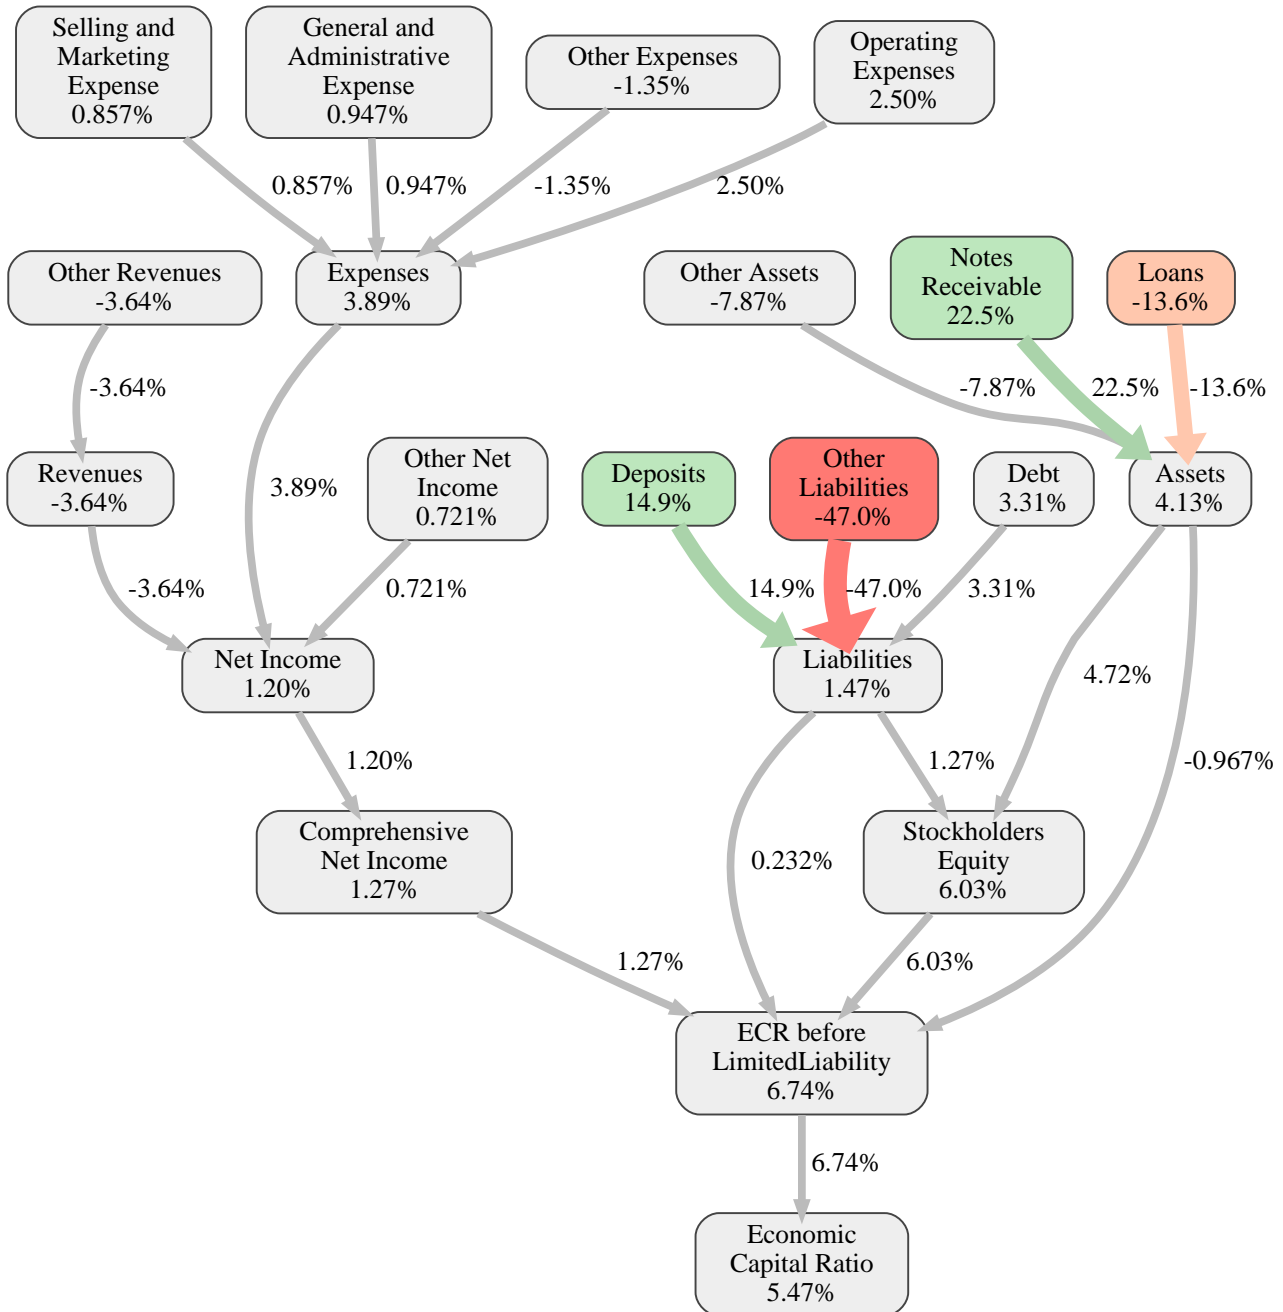 Selling and
Marketing
Expense
0.857%
General and
Administrative
Expense
0.947%
Other Expenses
-1.35%
Operating
Expenses
2.50%
0.857%
0.947%
-1.35%
2.50%
Other Revenues
-3.64%
Expenses
3.89%
Other Assets
-7.87%
Notes
Receivable
22.5%
Loans
-13.6%
-3.64%
-7.87%
22.5%
-13.6%
Revenues
-3.64%
3.89%
Other Net
Income
0.721%
Deposits
14.9%
Other
Liabilities
-47.0%
Debt
3.31%
Assets
4.13%
-3.64%
0.721%
14.9%
-47.0%
3.31%
Net Income
1.20%
Liabilities
1.47%
4.72%
1.20%
1.27%
-0.967%
Comprehensive
Net Income
1.27%
0.232%
Stockholders
Equity
6.03%
1.27%
6.03%
ECR before
LimitedLiability
6.74%
6.74%
Economic
Capital Ratio
5.47%